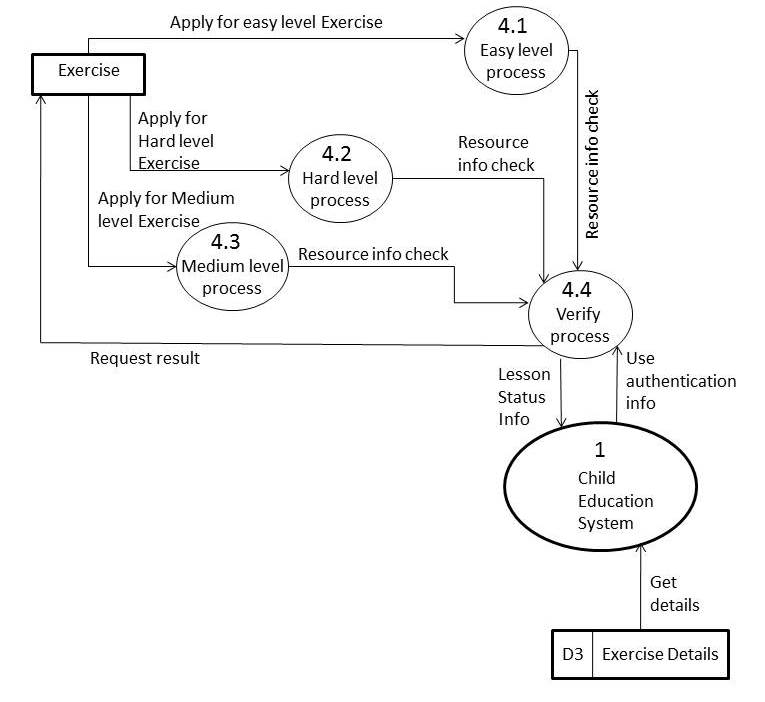 Apply for easy level Exercise
4.1
Easy level
process
Exercise
Apply for
Hard level
Exercise
4.2
Hard level
process
Resource
info check
Resource info check
Apply for Medium
level Exercise
4.3
Medium level
process
Resource info check
4.4
Verify
process
Request result
Lesson
Status
Info
Use
authentication
info
1
Child
Education
System
Get
details
D3 Exercise Details